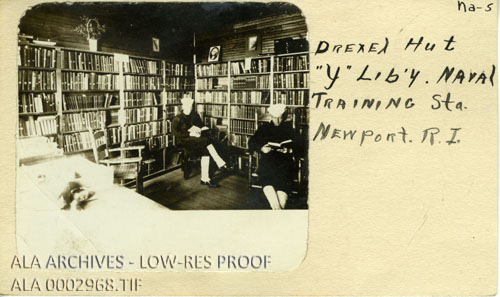 na-5
Drexel Hut
"Y" Lib'y. Naval
Training Sta.
Newport. R.I.
ALA ARCHIVES - LOW-RES PROOF
ALA 0002968.TIF